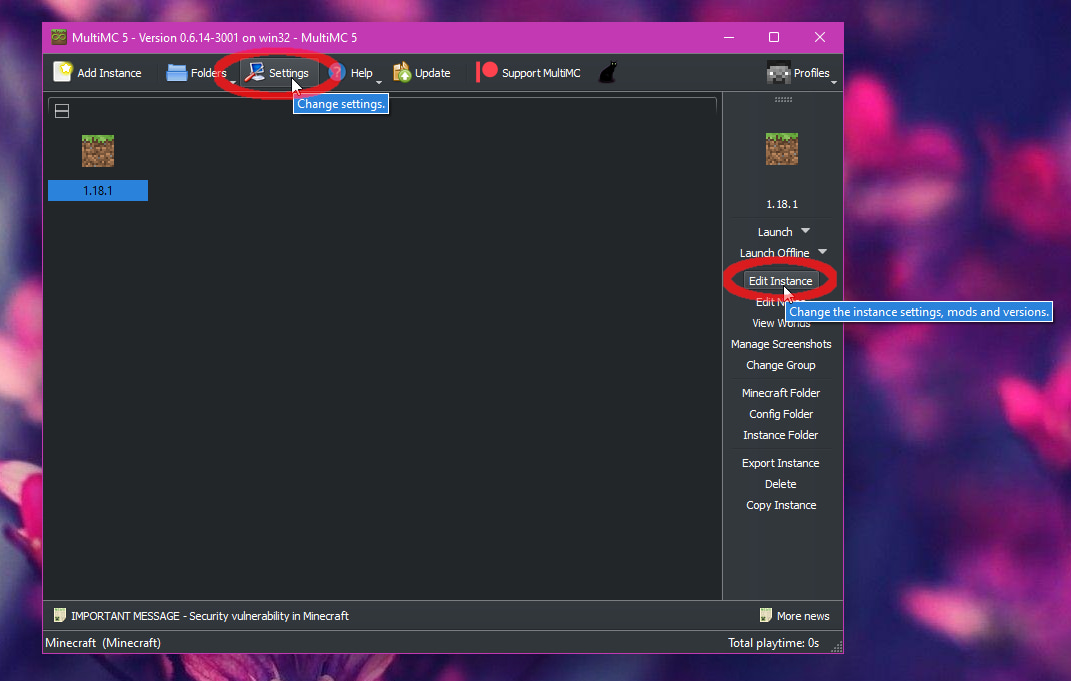 MultiMC 5 - Version 0.6.14-3001 on win32 - MultiMC 5
Add Instance Folders Settings Help Update Support MultiMC Profiles
Change settings.
1.18.1
1.18.1
Launch
Launch Offline
Edit Instance
Edit
Change the instance settings, mods and versions.
View Worlds
Manage Screenshots
Change Group
Minecraft Folder
Config Folder
Instance Folder
Export Instance
Delete
Copy Instance
IMPORTANT MESSAGE - Security vulnerability in Minecraft More news
Minecraft (Minecraft) Total playtime: 0s